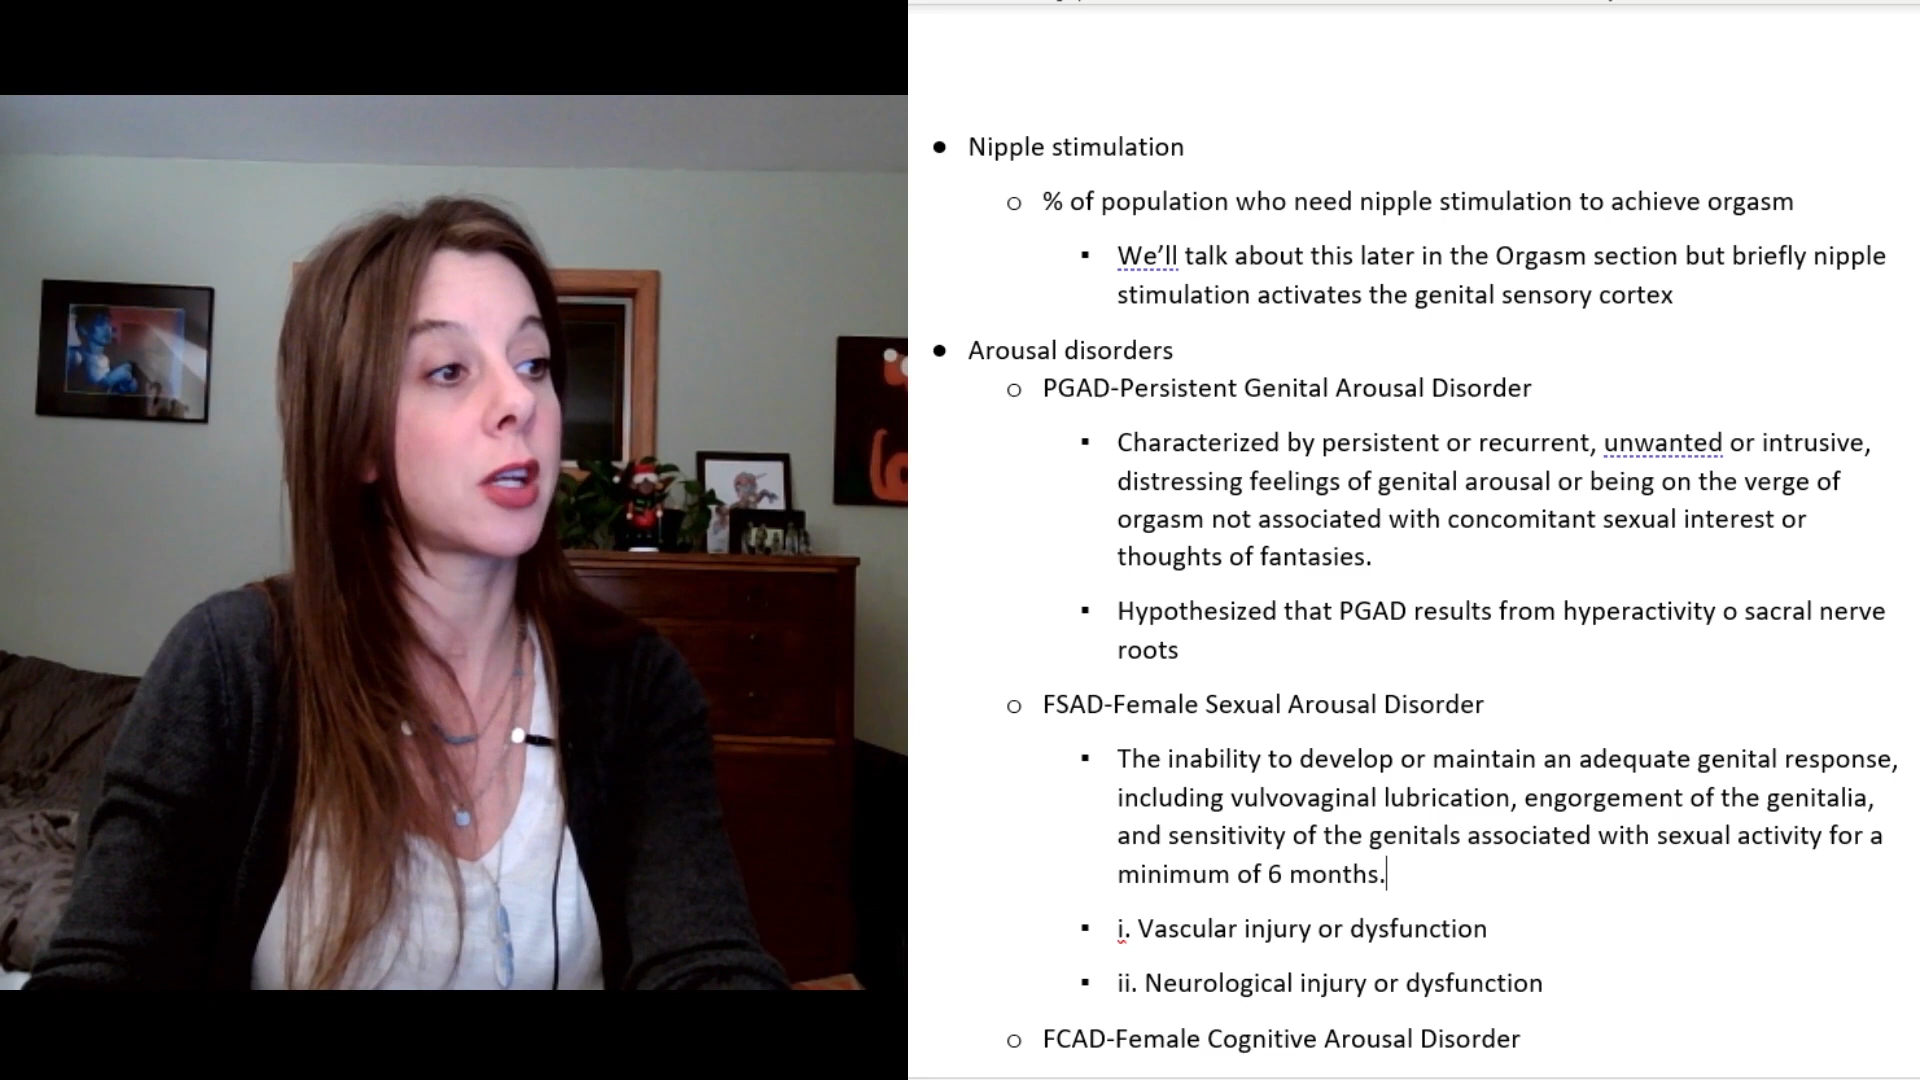 ● Nipple stimulation
○ % of population who need nipple stimulation to achieve orgasm
▪ We’ll talk about this later in the Orgasm section but briefly nipple
stimulation activates the genital sensory cortex
● Arousal disorders
○ PGAD-Persistent Genital Arousal Disorder
▪ Characterized by persistent or recurrent, unwanted or intrusive,
distressing feelings of genital arousal or being on the verge of
orgasm not associated with concomitant sexual interest or
thoughts of fantasies.
▪ Hypothesized that PGAD results from hyperactivity o sacral nerve
roots
○ FSAD-Female Sexual Arousal Disorder
▪ The inability to develop or maintain an adequate genital response,
including vulvovaginal lubrication, engorgement of the genitalia,
and sensitivity of the genitals associated with sexual activity for a
minimum of 6 months.
▪ i. Vascular injury or dysfunction
▪ ii. Neurological injury or dysfunction
○ FCAD-Female Cognitive Arousal Disorder